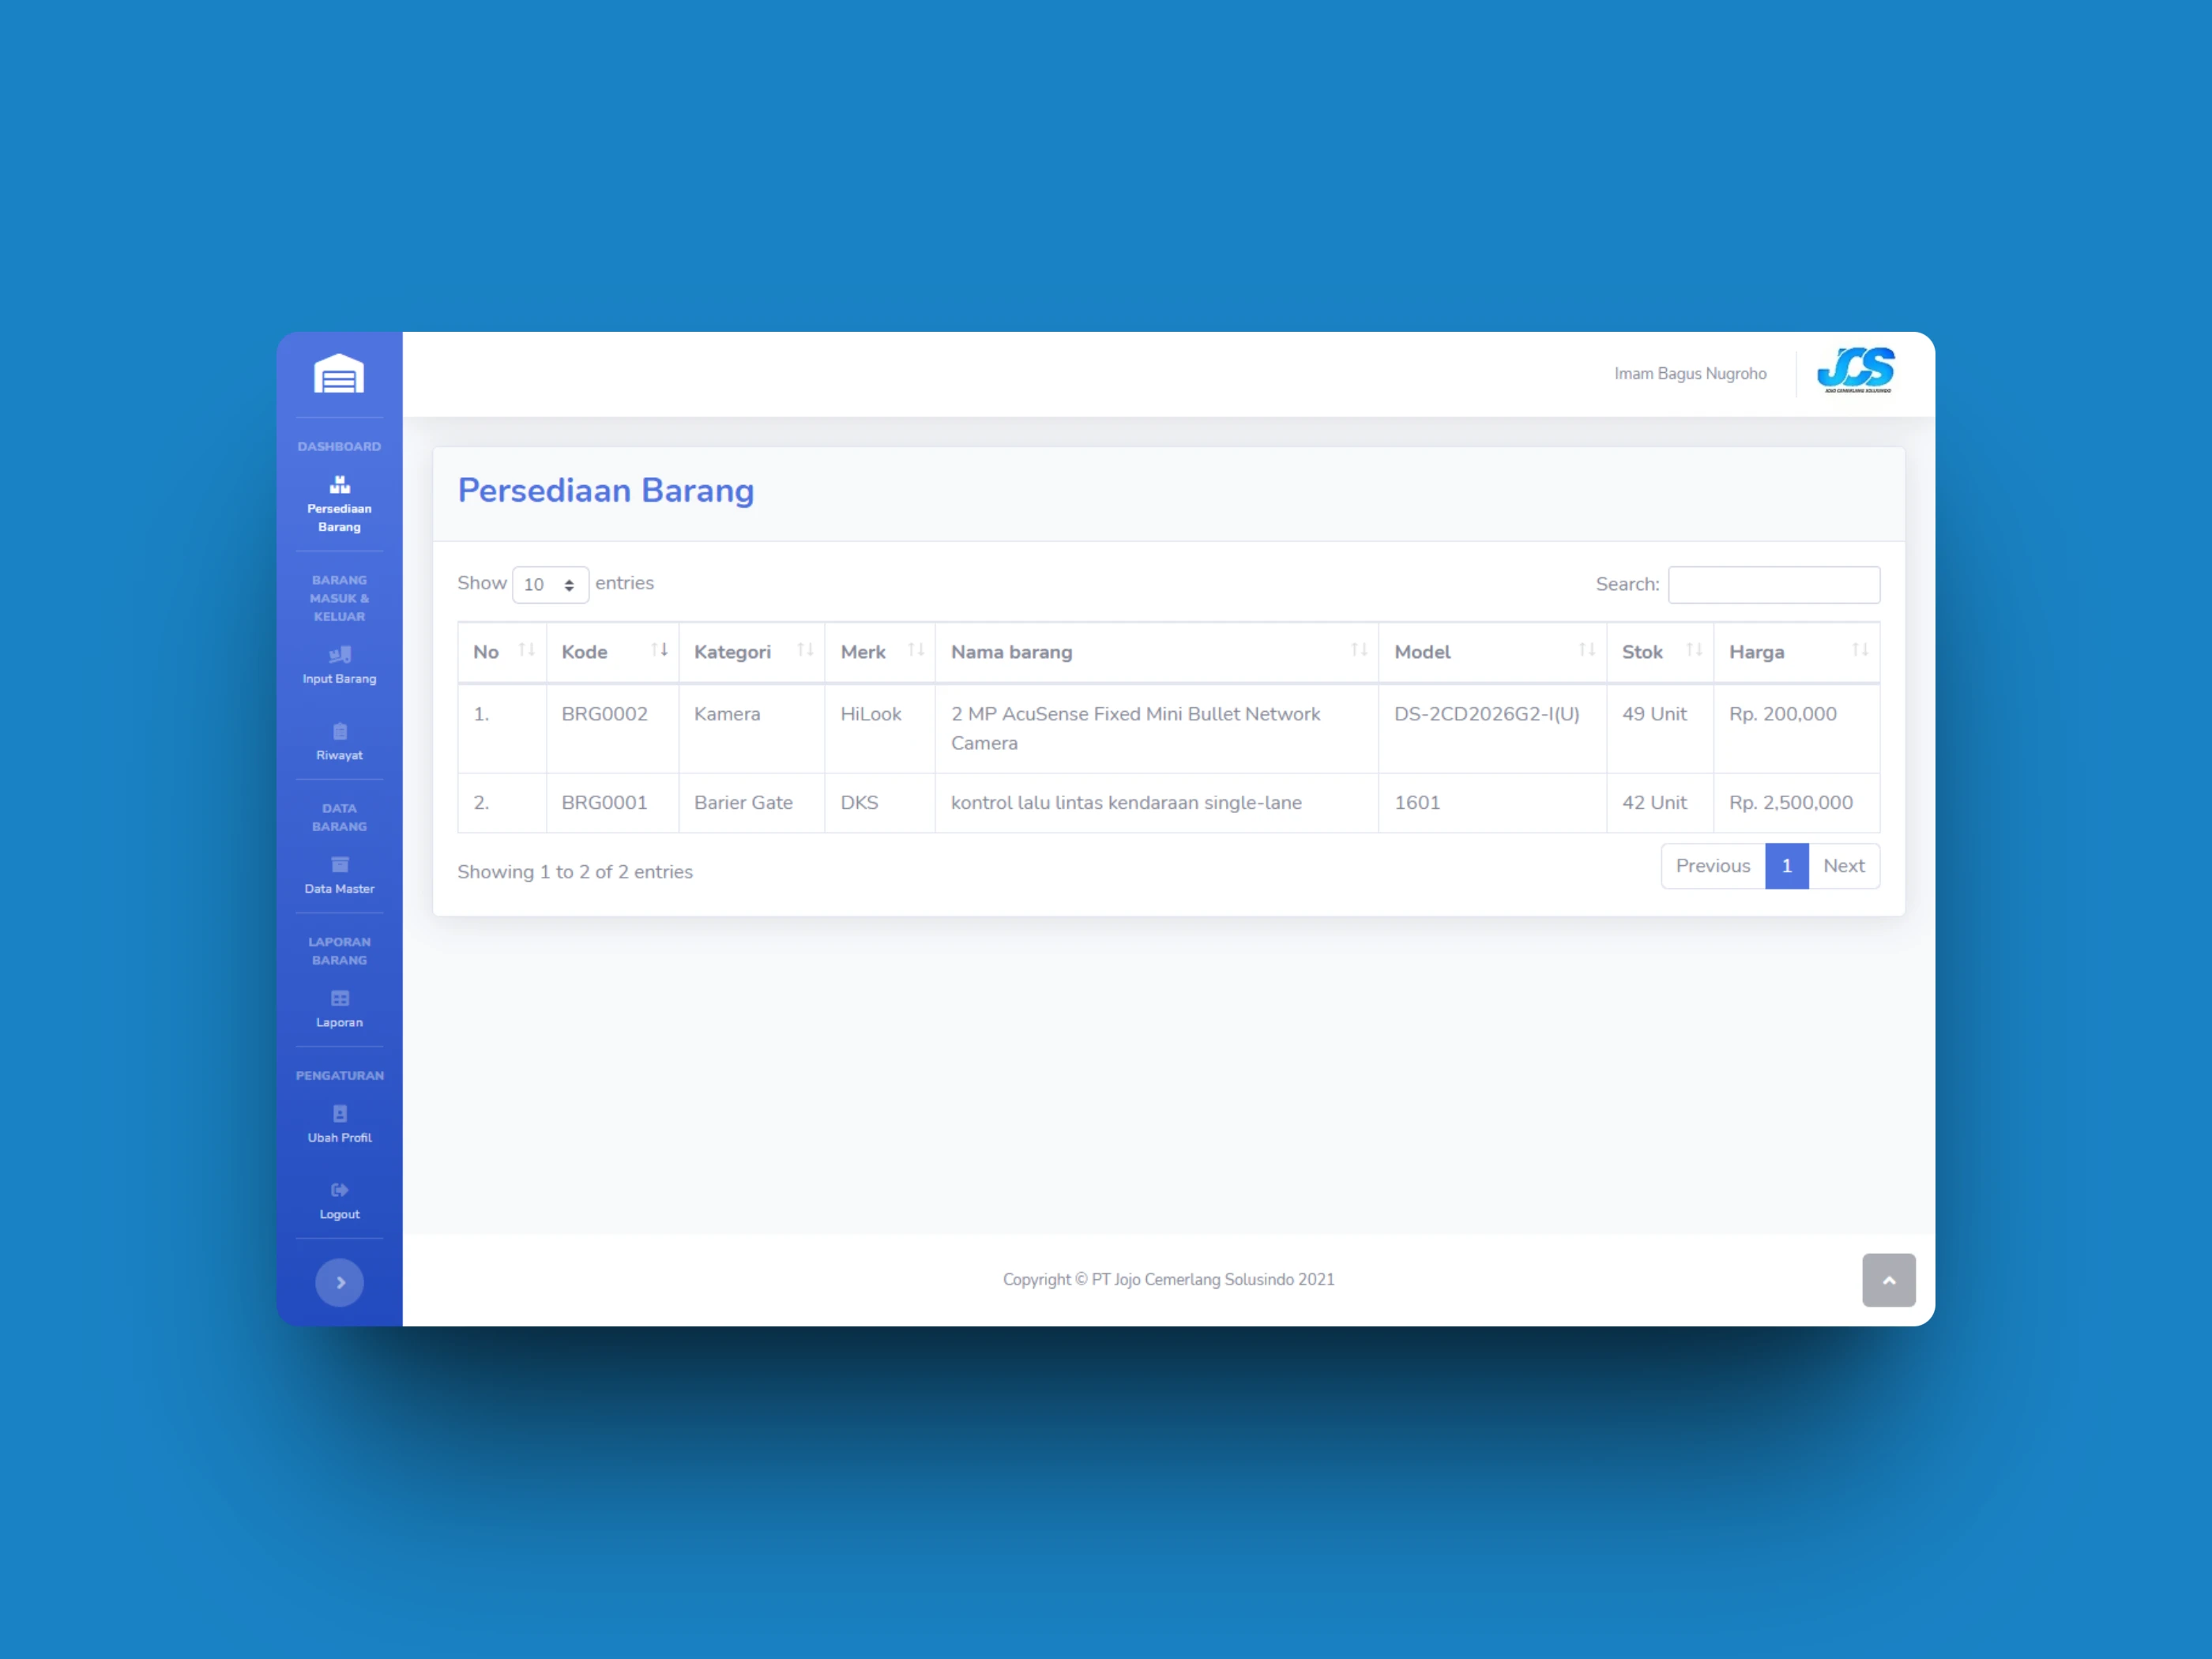 Imam Bagus Nugroho
JCS
JOJO CEMERLANG SOLUSINDO
DASHBOARD
Persediaan
Barang
BARANG
MASUK &
KELUAR
Input Barang
Riwayat
DATA
BARANG
Data Master
LAPORAN
BARANG
Laporan
PENGATURAN
Ubah Profil
Logout
Persediaan Barang
Show 10 entries
Search:
No Kode Kategori Merk Nama barang Model Stok Harga
1. BRG0002 Kamera HiLook 2 MP AcuSense Fixed Mini Bullet Network DS-2CD2026G2-I(U) 49 Unit Rp. 200,000
Camera
2. BRG0001 Barier Gate DKS kontrol lalu lintas kendaraan single-lane 1601 42 Unit Rp. 2,500,000
Showing 1 to 2 of 2 entries
Previous 1 Next
Copyright © PT Jojo Cemerlang Solusindo 2021